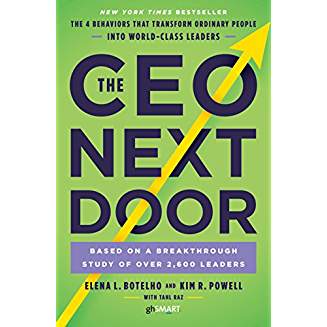 NEW YORK TIMES BESTSELLER
THE 4 BEHAVIORS THAT TRANSFORM ORDINARY PEOPLE
INTO WORLD-CLASS LEADERS
THE CEO
NEXT
DOOR
BASED ON A BREAKTHROUGH
STUDY OF OVER 2,600 LEADERS
ELENA L. BOTELHO AND KIM R. POWELL
WITH TAHL RAZ
ghSMART